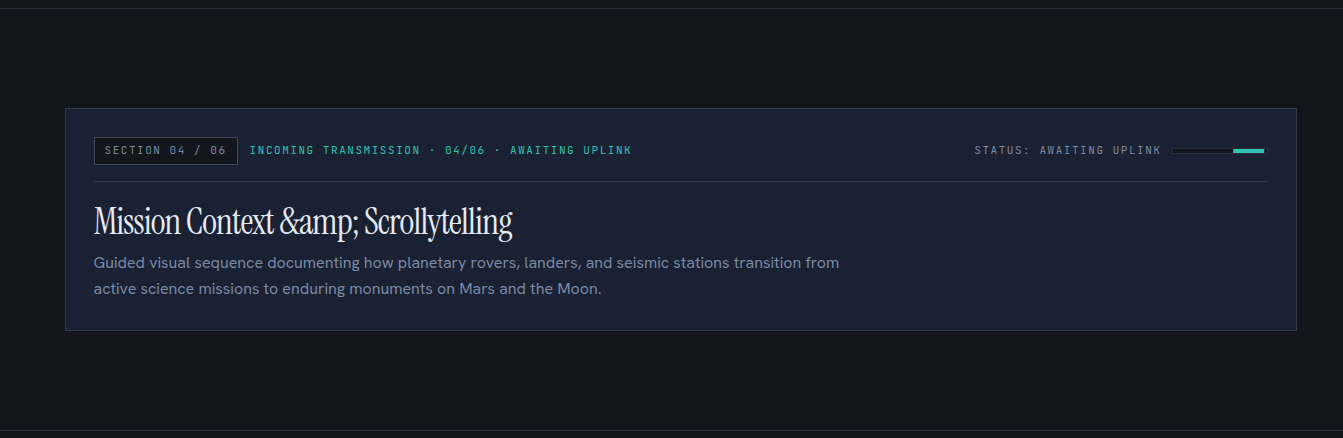 SECTION 04 / 06
INCOMING TRANSMISSION · 04/06 · AWAITING UPLINK
STATUS: AWAITING UPLINK
Mission Context &amp; Scrollytelling
Guided visual sequence documenting how planetary rovers, landers, and seismic stations transition from
active science missions to enduring monuments on Mars and the Moon.